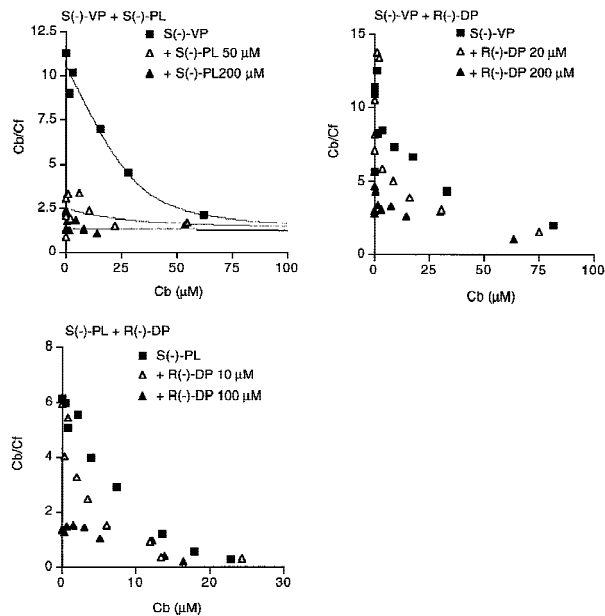 S(-)-VP + S(-)-PL
12.5
10
7.5
5
2.5
0
0 25 50 75 100
Cb/Cf
Cb (µM)
S(-)-VP
+ S(-)-PL 50 µM
+ S(-)-PL200 µM
S(-)-VP + R(-)-DP
15
10
5
0
0 25 50 75 100
Cb/Cf
Cb (µM)
S(-)-VP
+ R(-)-DP 20 µM
+ R(-)-DP 200 µM
S(-)-PL + R(-)-DP
8
6
4
2
0
0 10 20 30
Cb/Cf
Cb (µM)
S(-)-PL
+ R(-)-DP 10 µM
+ R(-)-DP 100 µM